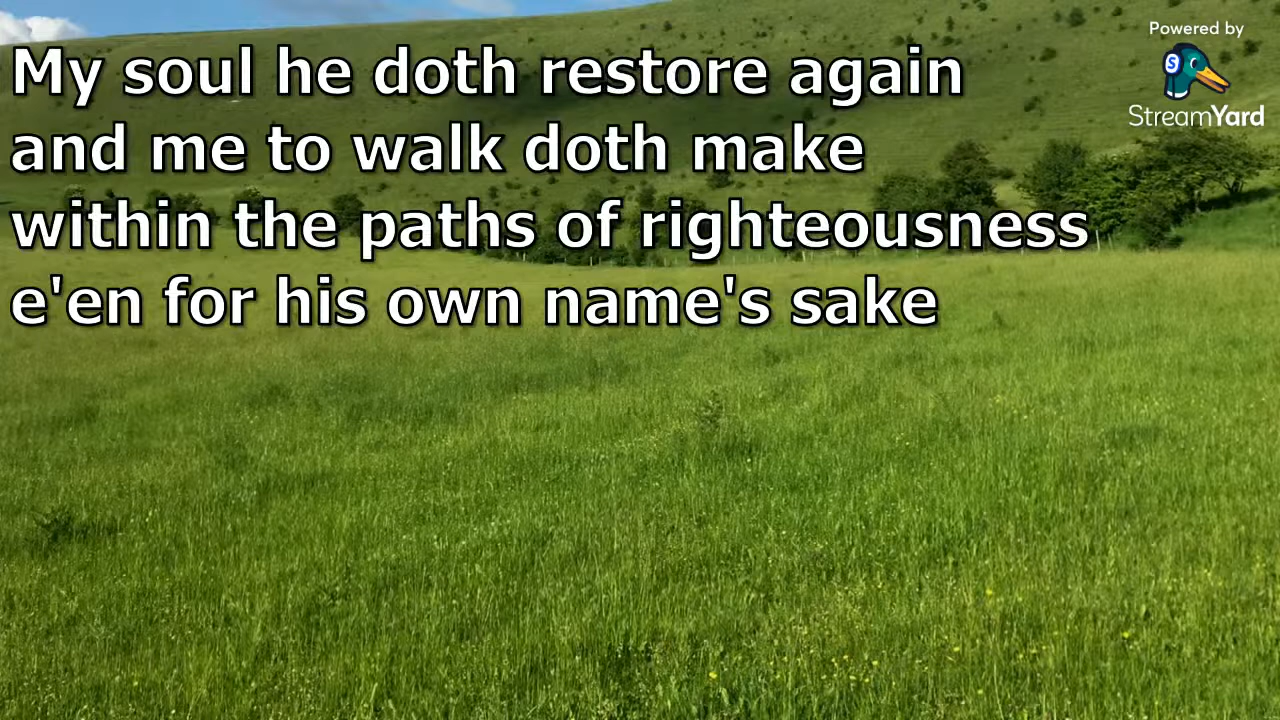 My soul he doth restore again
and me to walk doth make
within the paths of righteousness
e'en for his own name's sake
Powered by
S
StreamYard